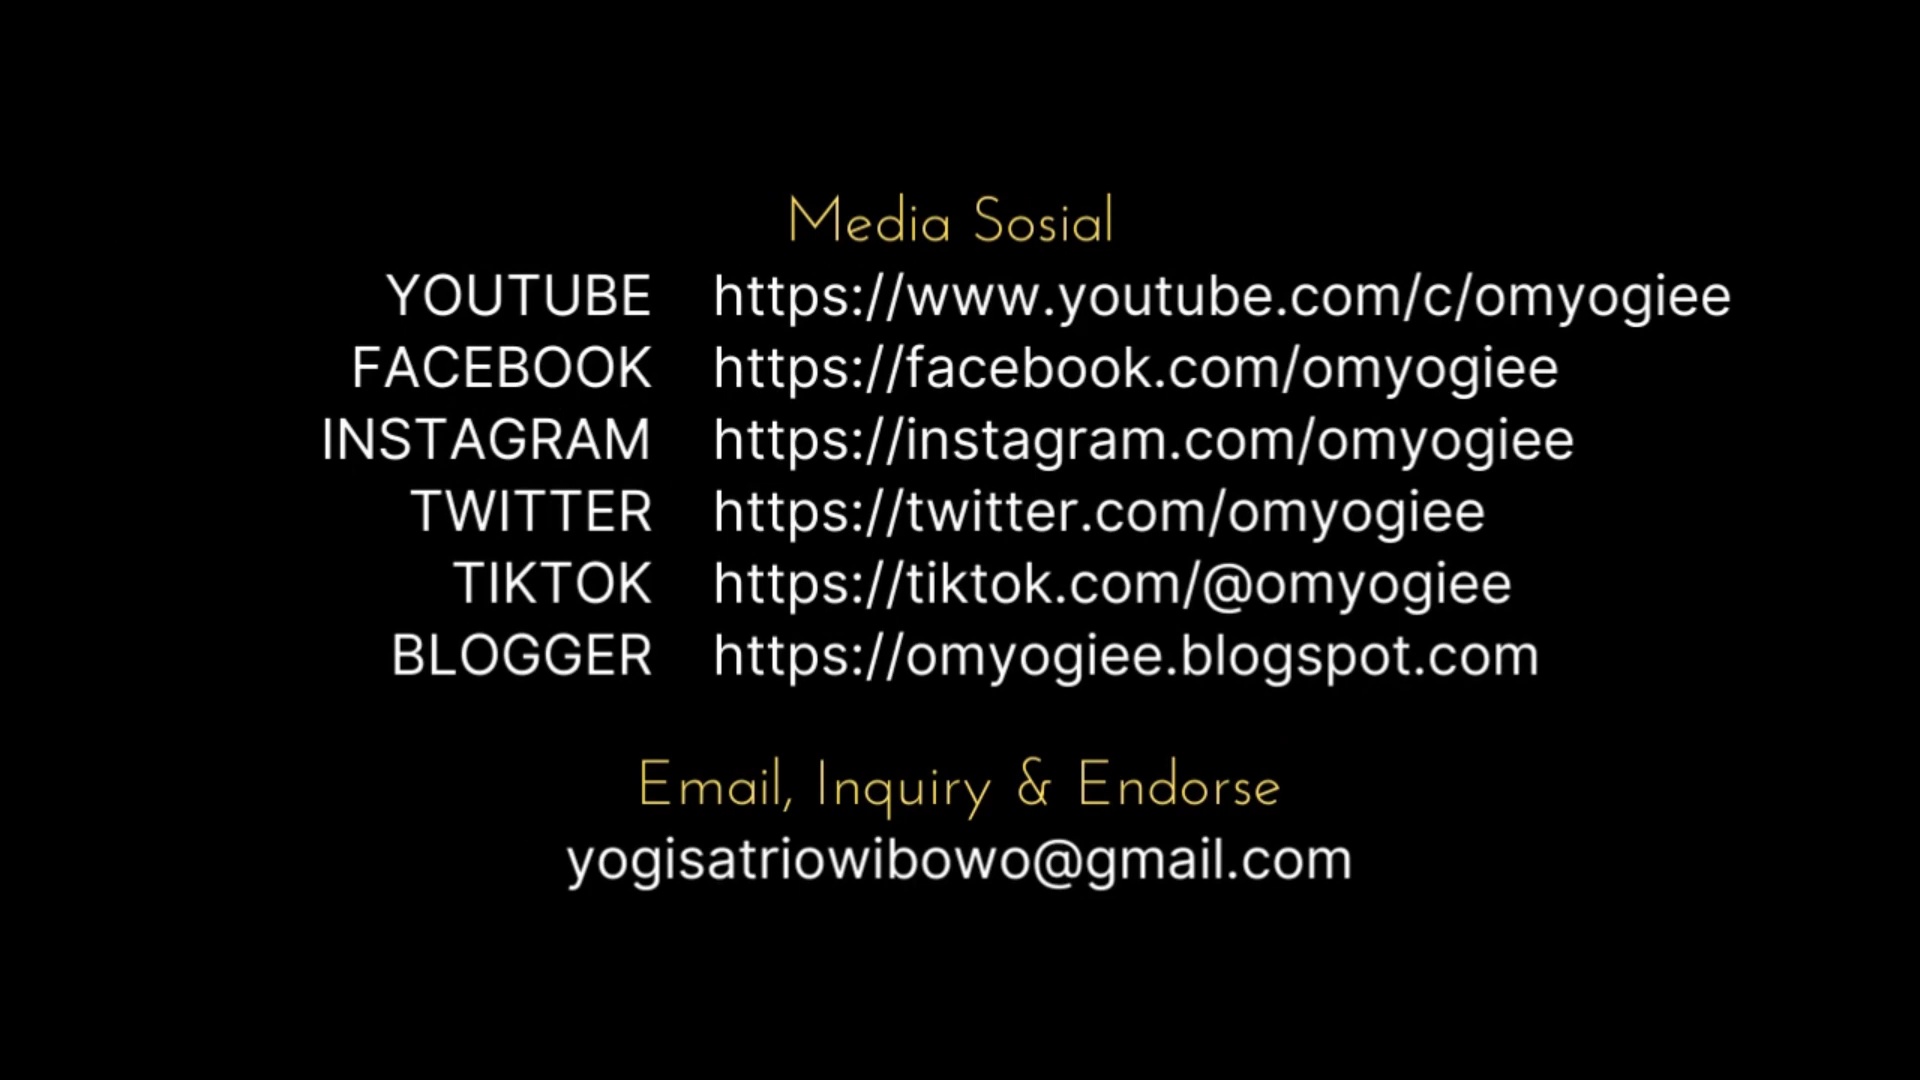 Media Sosial
YOUTUBE https://www.youtube.com/c/omyogiee
FACEBOOK https://facebook.com/omyogiee
INSTAGRAM https://instagram.com/omyogiee
TWITTER https://twitter.com/omyogiee
TIKTOK https://tiktok.com/@omyogiee
BLOGGER https://omyogiee.blogspot.com
Email, Inquiry & Endorse
yogisatriowibowo@gmail.com